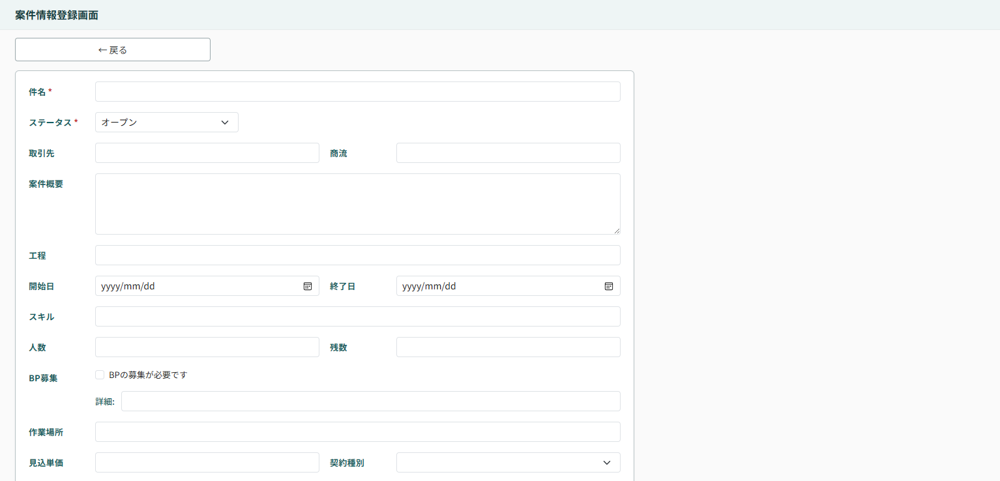 案件情報登録画面
← 戻る
件名 *
ステータス * オープン
取引先 商流
案件概要
工程
開始日 yyyy/mm/dd 終了日 yyyy/mm/dd
スキル
人数 残数
BP募集 BPの募集が必要です
詳細:
作業場所
見込単価 契約種別